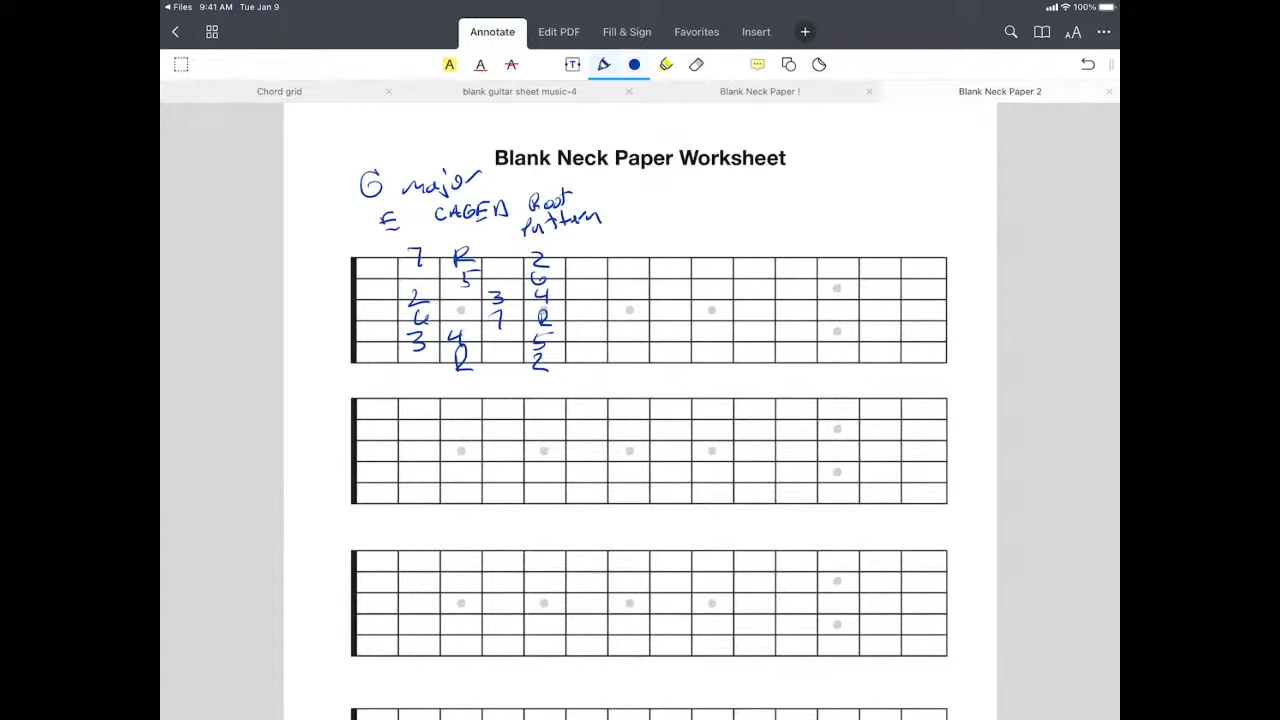 Files 9:41 AM Tue Jan 9 100%
Annotate Edit PDF Fill & Sign Favorites Insert
Chord grid blank guitar sheet music-4 Blank Neck Paper ! Blank Neck Paper 2
Blank Neck Paper Worksheet
G major
E CAGED Root
Pattern
7 R 2
5 6
2 3 4
6 7 R
3 4 5
R 2